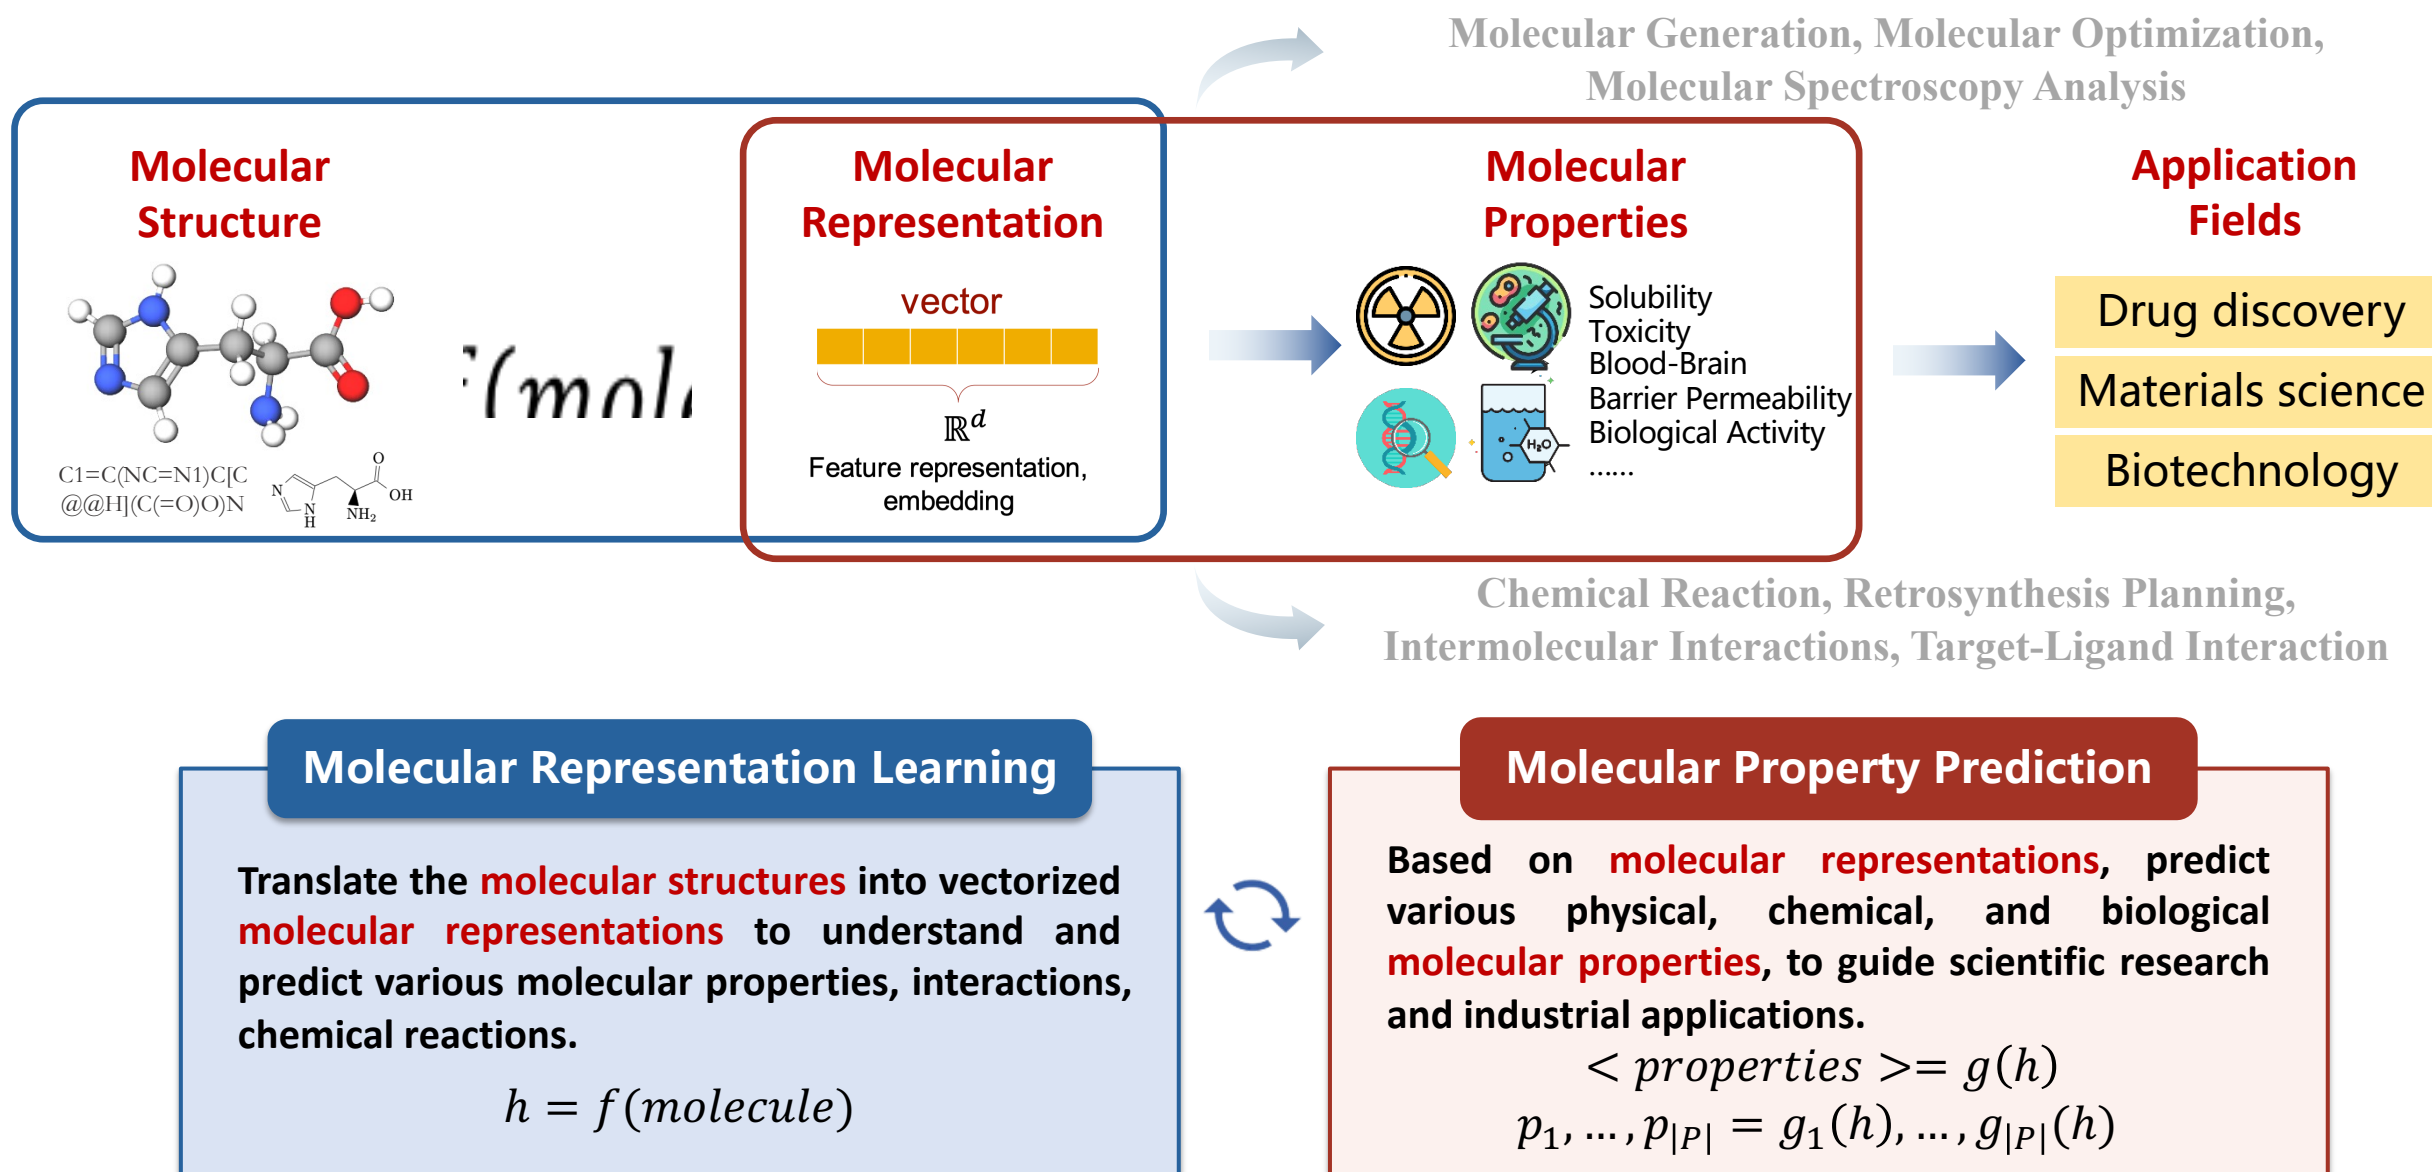 Molecular Generation, Molecular Optimization,
Molecular Spectroscopy Analysis
Molecular
Structure
C1=C(NC=N1)C[C
@@H](C(=O)O)N
N
N
H
O
OH
NH₂
f(mol
Molecular
Representation
vector
ℝᵈ
Feature representation,
embedding
Molecular
Properties
H₂O
Solubility
Toxicity
Blood-Brain
Barrier Permeability
Biological Activity
......
Application
Fields
Drug discovery
Materials science
Biotechnology
Chemical Reaction, Retrosynthesis Planning,
Intermolecular Interactions, Target-Ligand Interaction
Molecular Representation Learning
Translate the molecular structures into vectorized
molecular representations to understand and
predict various molecular properties, interactions,
chemical reactions.
h = f(molecule)
Molecular Property Prediction
Based on molecular representations, predict
various physical, chemical, and biological
molecular properties, to guide scientific research
and industrial applications.
< properties >= g(h)
p₁, ... , p_|P| = g₁(h), ... , g_|P|(h)